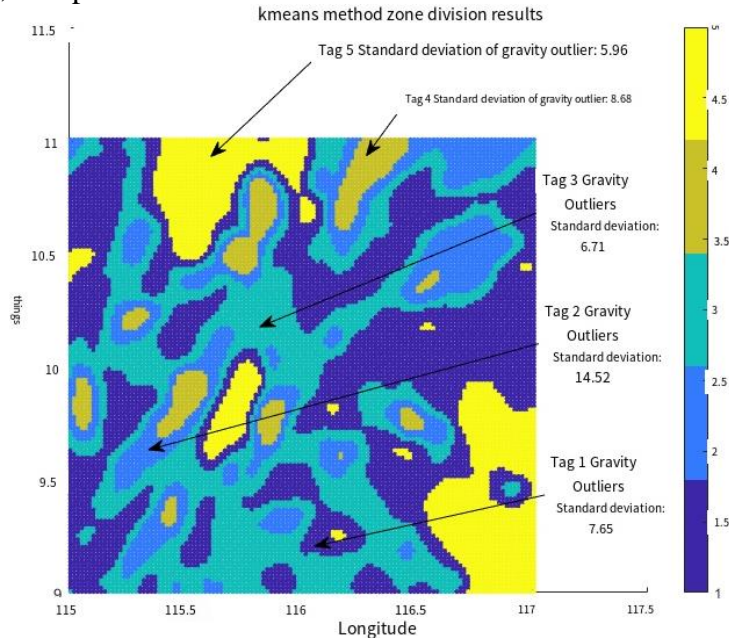 kmeans method zone division results
11.5
Tag 5 Standard deviation of gravity outlier: 5.96
Tag 4 Standard deviation of gravity outlier: 8.68
11
Tag 3 Gravity
Outliers
Standard deviation:
6.71
10.5
Tag 2 Gravity
Outliers
Standard deviation:
14.52
10
things
Tag 1 Gravity
Outliers
Standard deviation:
7.65
9.5
9
115
115.5
116
116.5
117
117.5
Longitude
5
4.5
4
3.5
3
2.5
2
1.5
1